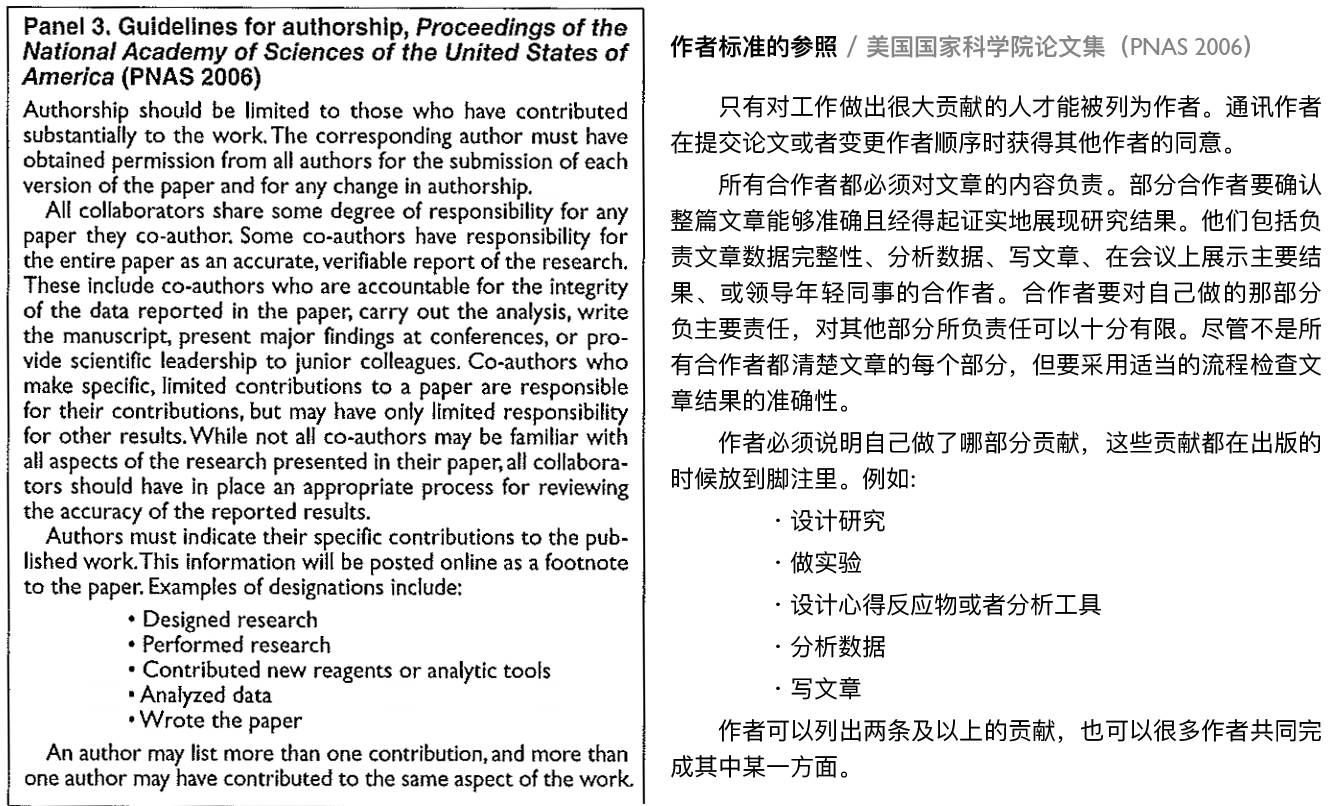 Panel 3. Guidelines for authorship, Proceedings of the
National Academy of Sciences of the United States of
America (PNAS 2006)
Authorship should be limited to those who have contributed
substantially to the work. The corresponding author must have
obtained permission from all authors for the submission of each
version of the paper and for any change in authorship.
All collaborators share some degree of responsibility for any
paper they co-author. Some co-authors have responsibility for
the entire paper as an accurate, verifiable report of the research.
These include co-authors who are accountable for the integrity
of the data reported in the paper, carry out the analysis, write
the manuscript, present major findings at conferences, or pro-
vide scientific leadership to junior colleagues. Co-authors who
make specific, limited contributions to a paper are responsible
for their contributions, but may have only limited responsibility
for other results. While not all co-authors may be familiar with
all aspects of the research presented in their paper, all collabora-
tors should have in place an appropriate process for reviewing
the accuracy of the reported results.
Authors must indicate their specific contributions to the pub-
lished work. This information will be posted online as a footnote
to the paper. Examples of designations include:
• Designed research
• Performed research
• Contributed new reagents or analytic tools
• Analyzed data
• Wrote the paper
An author may list more than one contribution, and more than
one author may have contributed to the same aspect of the work.
作者标准的参照 / 美国国家科学院论文集（PNAS 2006）
只有对工作做出很大贡献的人才能被列为作者。通讯作者
在提交论文或者变更作者顺序时获得其他作者的同意。
所有合作者都必须对文章的内容负责。部分合作者要确认
整篇文章能够准确且经得起证实地展现研究结果。他们包括负
责文章数据完整性、分析数据、写文章、在会议上展示主要结
果、或领导年轻同事的合作者。合作者要对自己做的那部分
负主要责任，对其他部分所负责任可以十分有限。尽管不是所
有合作者都清楚文章的每个部分，但要采用适当的流程检查文
章结果的准确性。
作者必须说明自己做了哪部分贡献，这些贡献都在出版的
时候放到脚注里。例如:
· 设计研究
· 做实验
· 设计心得反应物或者分析工具
· 分析数据
· 写文章
作者可以列出两条及以上的贡献，也可以很多作者共同完
成其中某一方面。